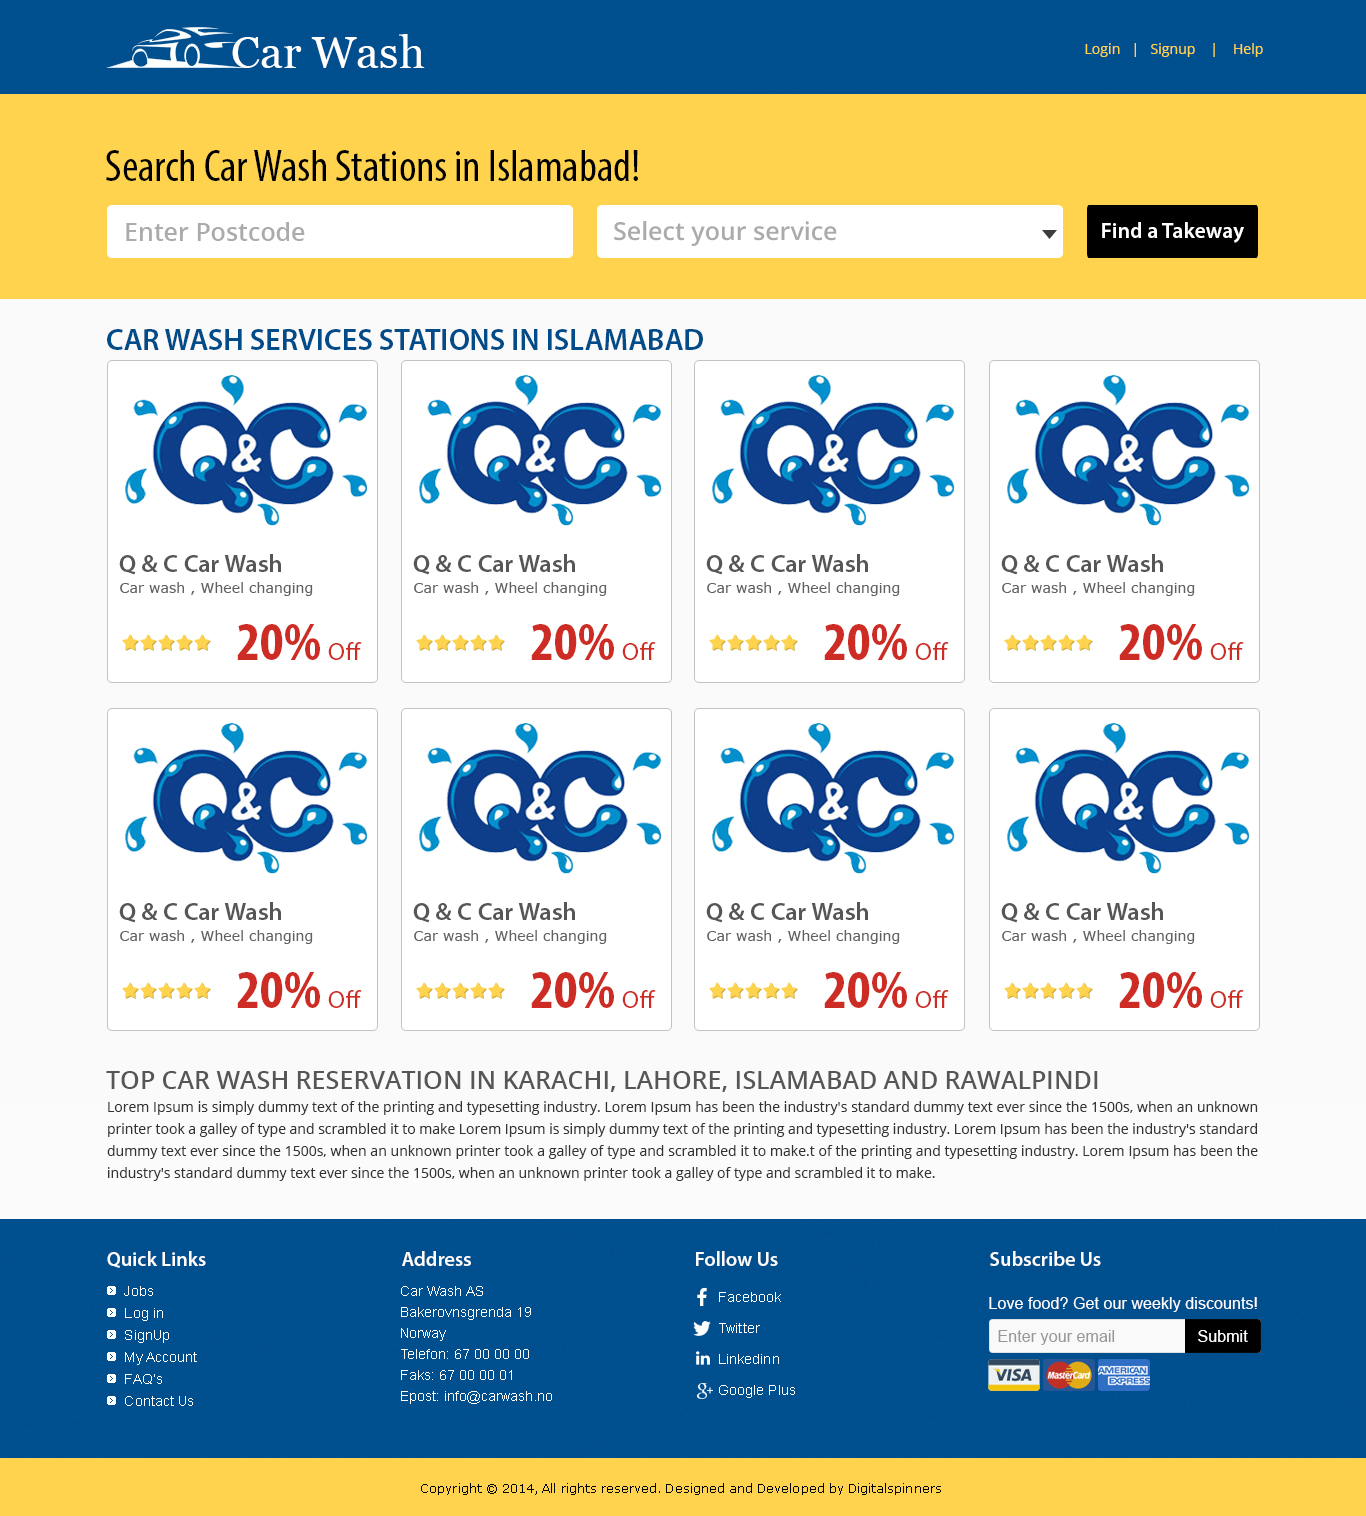 Car Wash
Login | Signup | Help
Search Car Wash Stations in Islamabad!
Enter Postcode
Select your service
Find a Takeway
CAR WASH SERVICES STATIONS IN ISLAMABAD
Q&C Q&C Q&C Q&C
Q & C Car Wash Q & C Car Wash Q & C Car Wash Q & C Car Wash
Car wash , Wheel changing Car wash , Wheel changing Car wash , Wheel changing Car wash , Wheel changing
20% Off 20% Off 20% Off 20% Off
Q&C Q&C Q&C Q&C
Q & C Car Wash Q & C Car Wash Q & C Car Wash Q & C Car Wash
Car wash , Wheel changing Car wash , Wheel changing Car wash , Wheel changing Car wash , Wheel changing
20% Off 20% Off 20% Off 20% Off
TOP CAR WASH RESERVATION IN KARACHI, LAHORE, ISLAMABAD AND RAWALPINDI
Lorem Ipsum is simply dummy text of the printing and typesetting industry. Lorem Ipsum has been the industry's standard dummy text ever since the 1500s, when an unknown
printer took a galley of type and scrambled it to make Lorem Ipsum is simply dummy text of the printing and typesetting industry. Lorem Ipsum has been the industry's standard
dummy text ever since the 1500s, when an unknown printer took a galley of type and scrambled it to make.t of the printing and typesetting industry. Lorem Ipsum has been the
industry's standard dummy text ever since the 1500s, when an unknown printer took a galley of type and scrambled it to make.
Quick Links
Jobs
Log in
SignUp
My Account
FAQ's
Contact Us
Address
Car Wash AS
Bakerovnsgrenda 19
Norway
Telefon: 67 00 00 00
Faks: 67 00 00 01
Epost: info@carwash.no
Follow Us
Facebook
Twitter
Linkedinn
Google Plus
Subscribe Us
Love food? Get our weekly discounts!
Enter your email
Submit
VISA
MasterCard
AMERICAN
EXPRESS
Copyright © 2014, All rights reserved. Designed and Developed by Digitalspinners